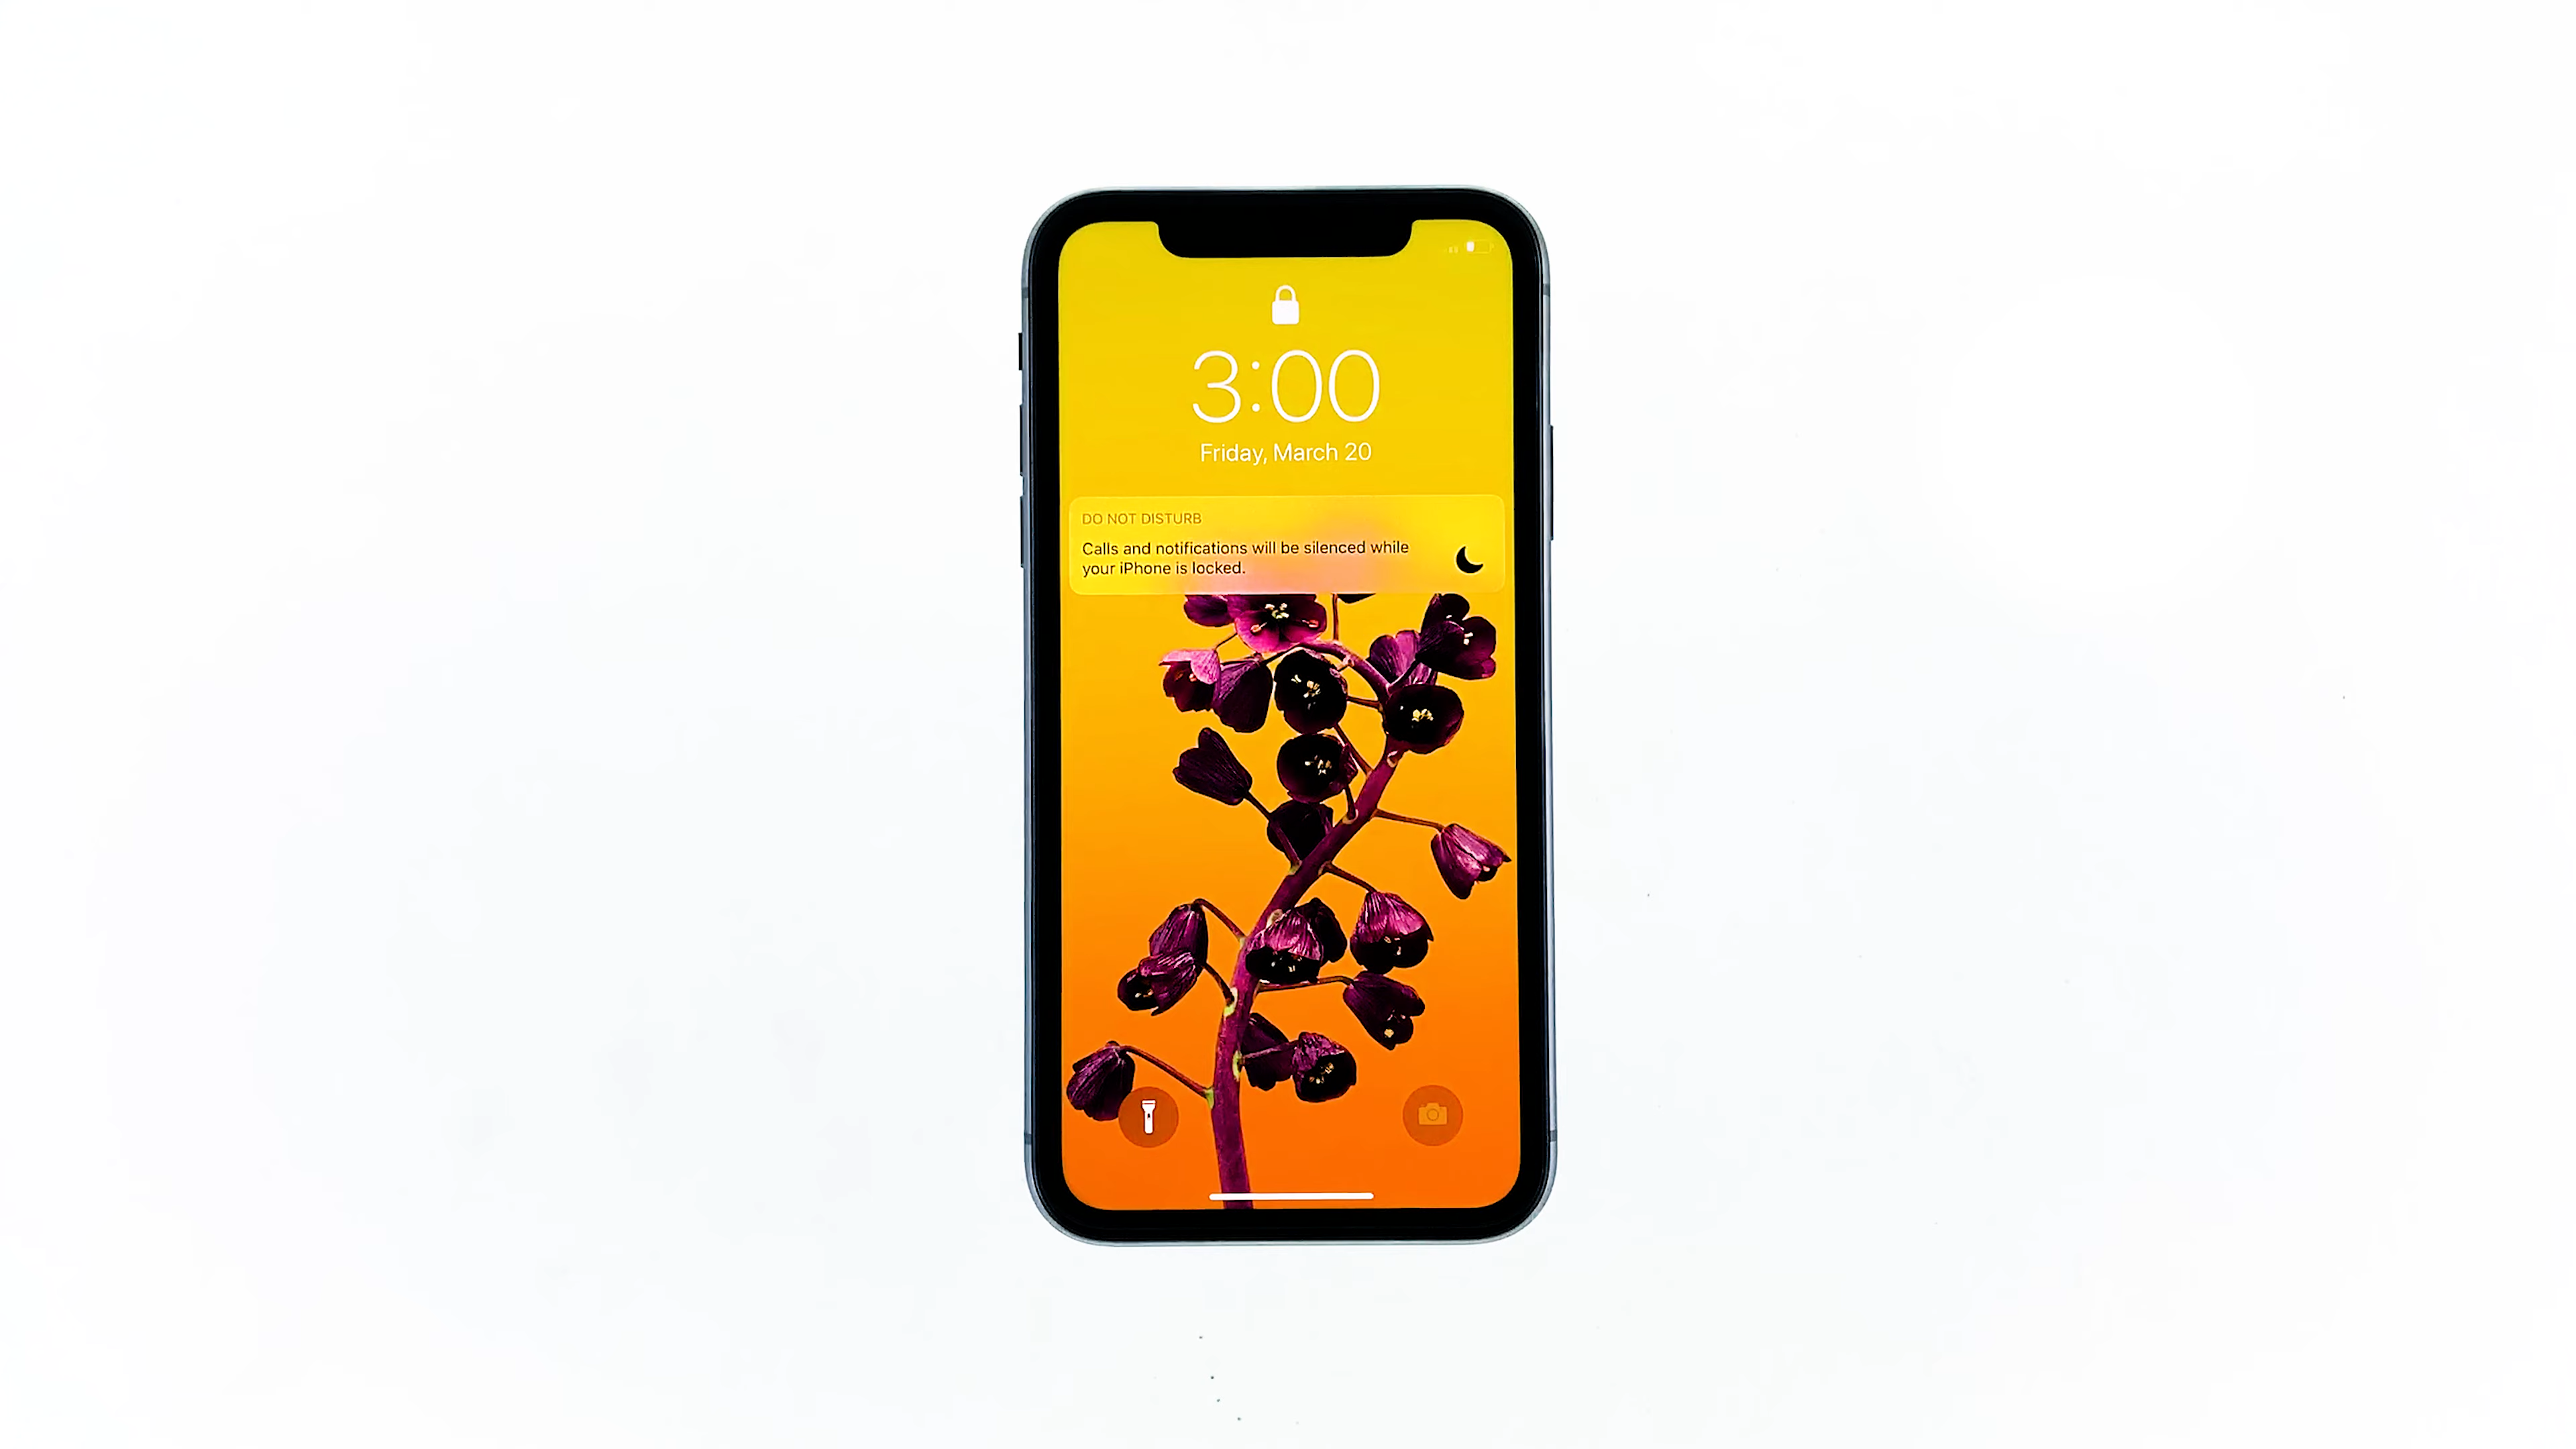 3:00
Friday, March 20
DO NOT DISTURB
Calls and notifications will be silenced while
your iPhone is locked.